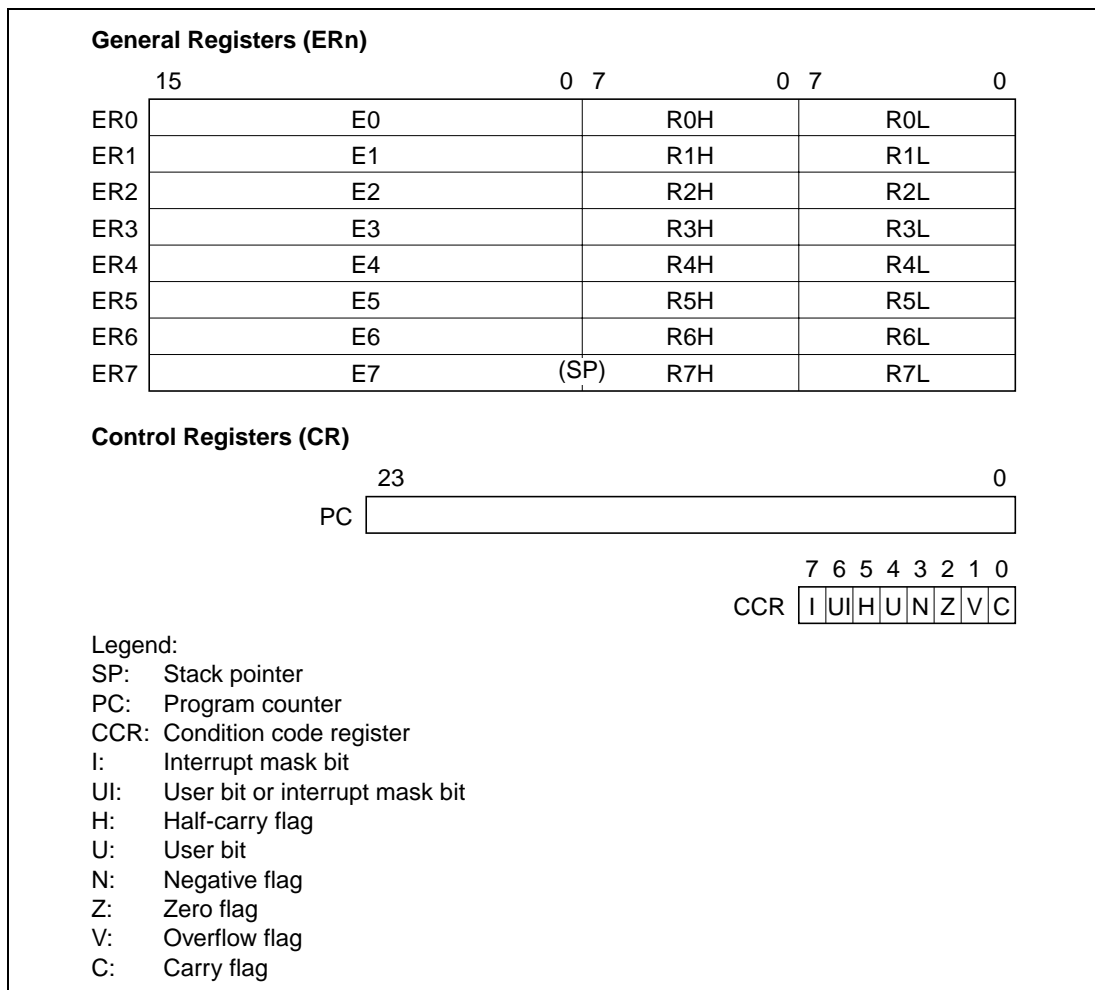 General Registers (ERn)
15 0 7 0 7 0
ER0 E0 R0H R0L
ER1 E1 R1H R1L
ER2 E2 R2H R2L
ER3 E3 R3H R3L
ER4 E4 R4H R4L
ER5 E5 R5H R5L
ER6 E6 R6H R6L
ER7 E7 (SP) R7H R7L
Control Registers (CR)
23 0
PC
7 6 5 4 3 2 1 0
CCR I UI H U N Z V C
Legend:
SP: Stack pointer
PC: Program counter
CCR: Condition code register
I: Interrupt mask bit
UI: User bit or interrupt mask bit
H: Half-carry flag
U: User bit
N: Negative flag
Z: Zero flag
V: Overflow flag
C: Carry flag